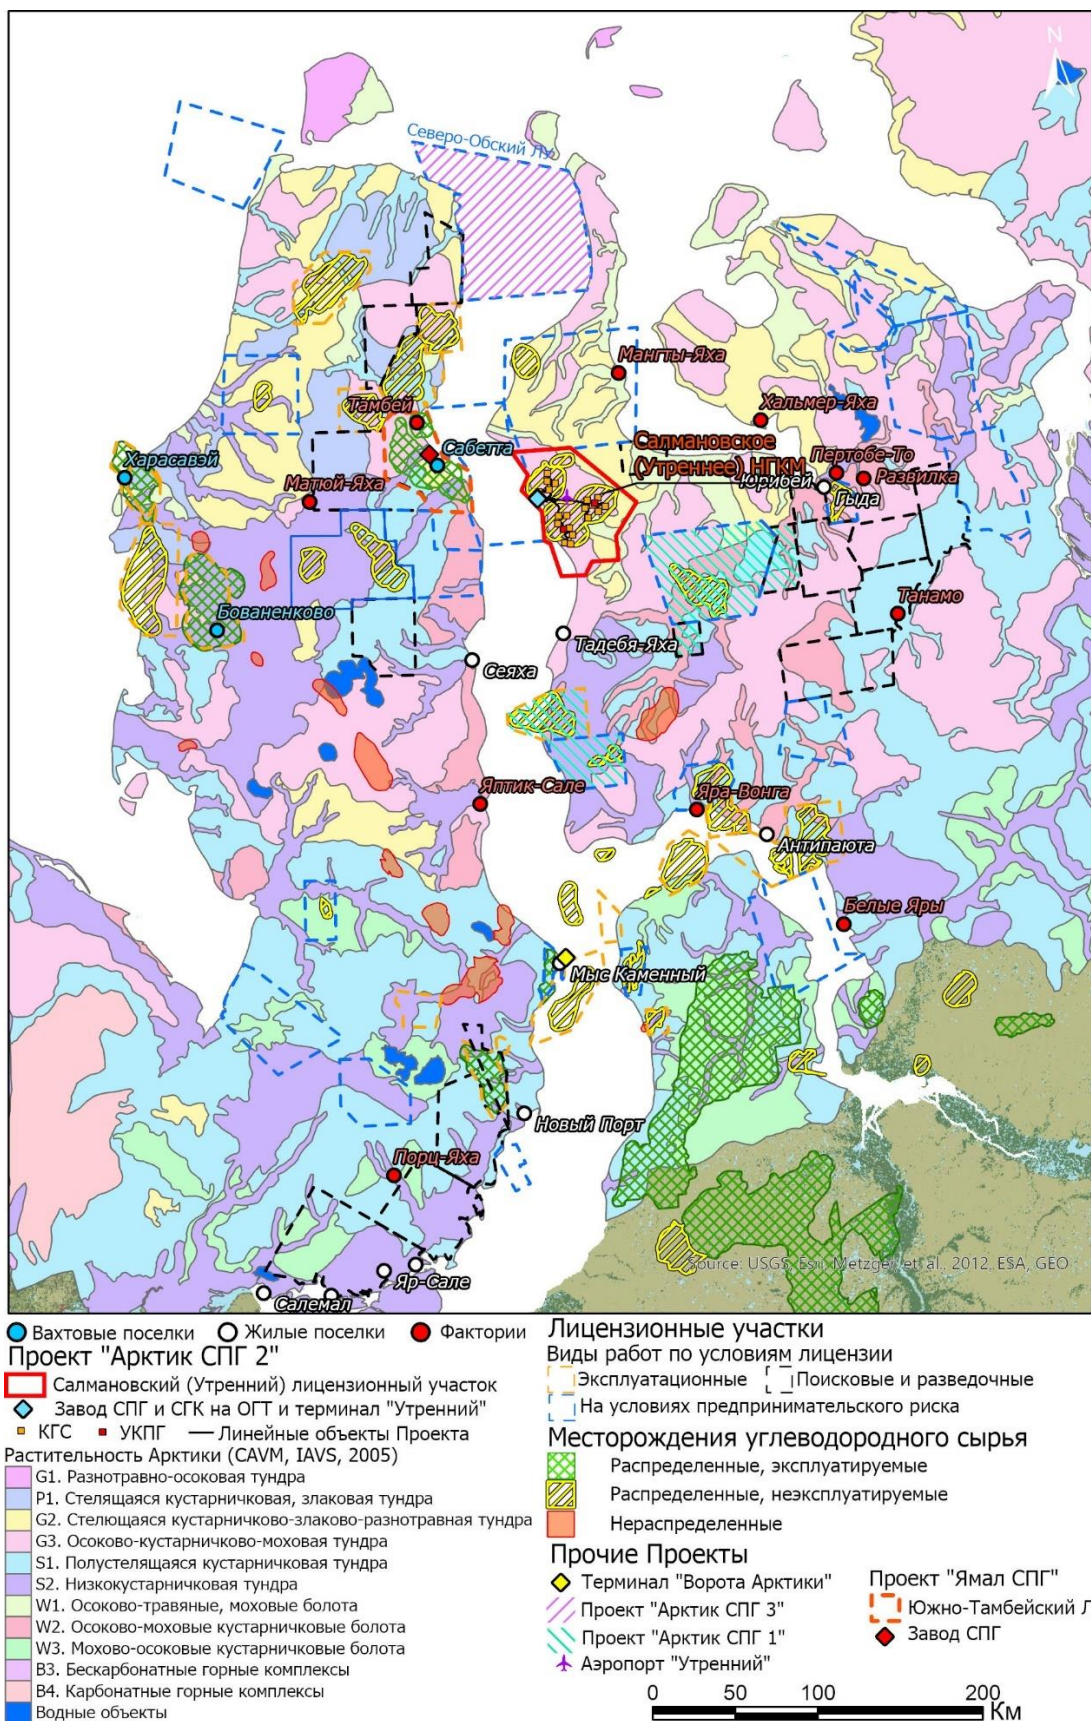 N
Северо-Обский ЛУ
Мангты-Яха
Хальмер-Яха
Тамбей
Сабетта
Салмановское
(Утреннее) НГКМ
Пертобе-То
Харасавэй
Матюй-Яха
Юрибей
Развилка
Гыда
Бованенково
Танамо
Тадебя-Яха
Сеяха
Яптик-Сале
Яра-Вонга
Антипаюта
Белые Яры
Мыс Каменный
Новый Порт
Порц-Яха
Яр-Сале
Салемал
Source: USGS, Esri, Metzger et al., 2012, ESA, GEO
Вахтовые поселки
Жилые поселки
Фактории
Проект "Арктик СПГ 2"
Салмановский (Утренний) лицензионный участок
Завод СПГ и СГК на ОГТ и терминал "Утренний"
КГС
УКПГ
Линейные объекты Проекта
Растительность Арктики (CAVM, IAVS, 2005)
G1. Разнотравно-осоковая тундра
P1. Стелящаяся кустарничковая, злаковая тундра
G2. Стелющаяся кустарничково-злаково-разнотравная тундра
G3. Осоково-кустарничково-моховая тундра
S1. Полустелящаяся кустарничковая тундра
S2. Низкокустарничковая тундра
W1. Осоково-травяные, моховые болота
W2. Осоково-моховые кустарничковые болота
W3. Мохово-осоковые кустарничковые болота
B3. Бескарбонатные горные комплексы
B4. Карбонатные горные комплексы
Водные объекты
Лицензионные участки
Виды работ по условиям лицензии
Эксплуатационные
Поисковые и разведочные
На условиях предпринимательского риска
Месторождения углеводородного сырья
Распределенные, эксплуатируемые
Распределенные, неэксплуатируемые
Нераспределенные
Прочие Проекты
Терминал "Ворота Арктики"
Проект "Арктик СПГ 3"
Проект "Арктик СПГ 1"
Аэропорт "Утренний"
Проект "Ямал СПГ"
Южно-Тамбейский Л
Завод СПГ
0 50 100 200
Км